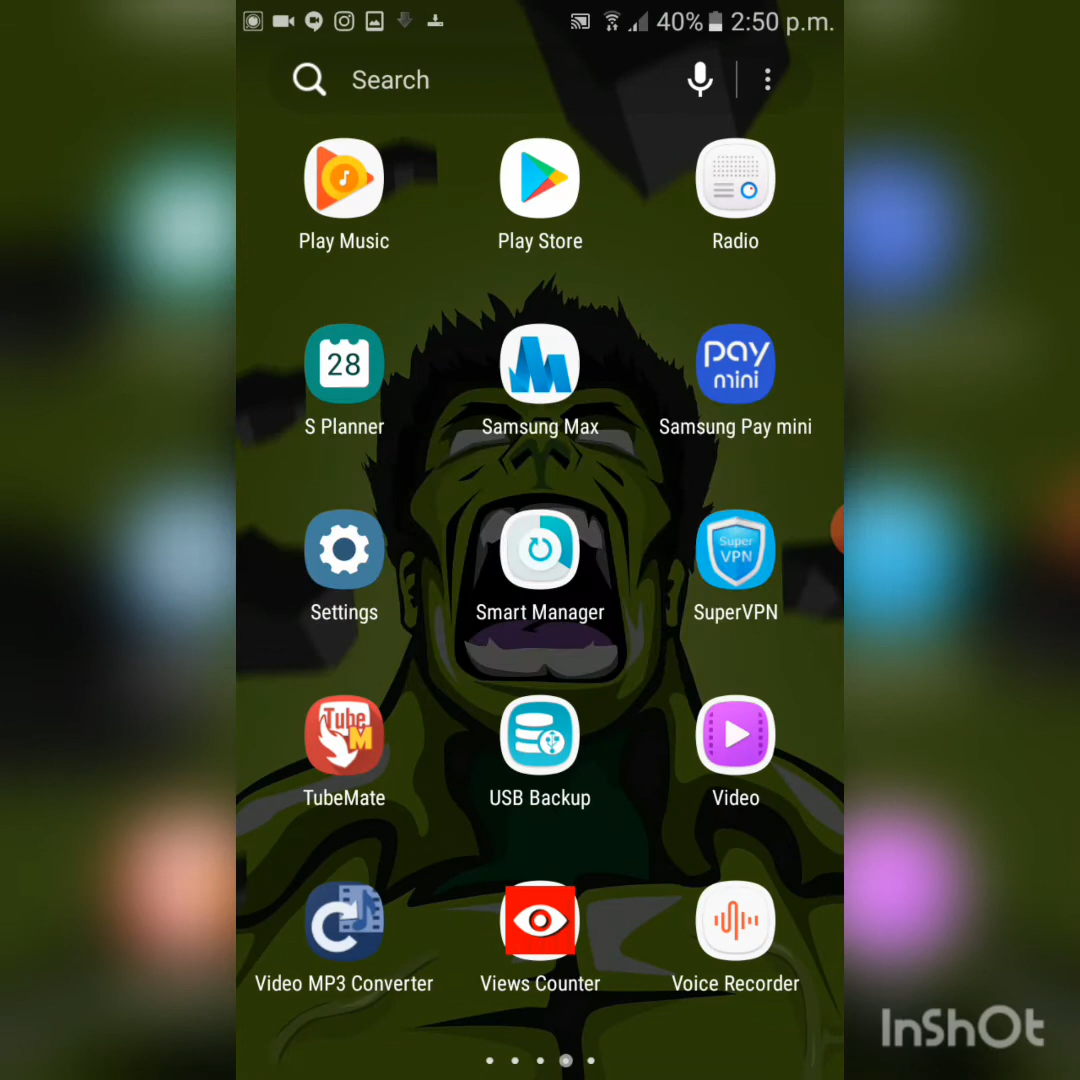 40% 2:50 p.m.
Search
Play Music Play Store Radio
28 pay mini
S Planner Samsung Max Samsung Pay mini
Super VPN
Settings Smart Manager SuperVPN
Tube M
TubeMate USB Backup Video
Video MP3 Converter Views Counter Voice Recorder
InShOt